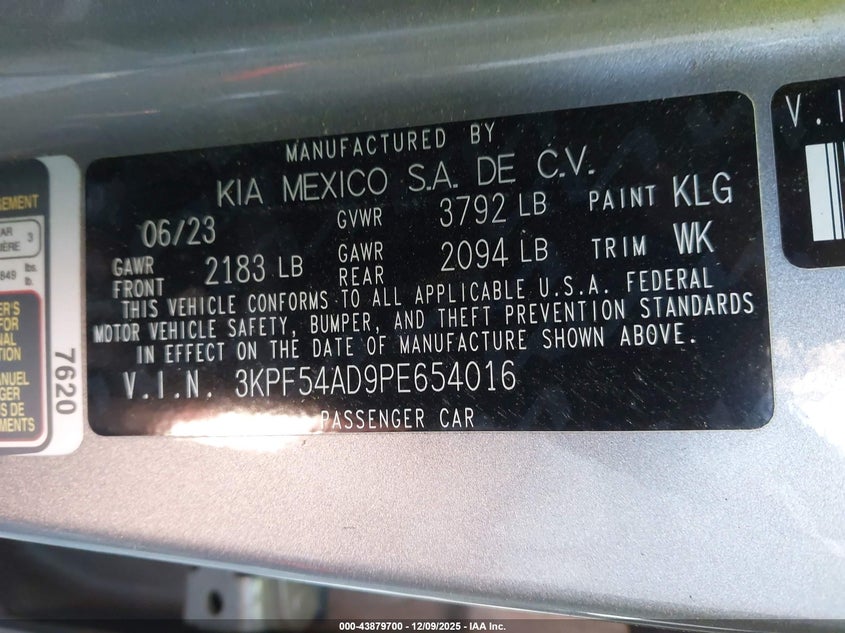 MANUFACTURED BY
KIA MEXICO S.A. DE C.V.
06/23 GVWR 3792 LB PAINT KLG
GAWR FRONT 2183 LB GAWR REAR 2094 LB TRIM WK
THIS VEHICLE CONFORMS TO ALL APPLICABLE U.S.A. FEDERAL
MOTOR VEHICLE SAFETY, BUMPER, AND THEFT PREVENTION STANDARDS
IN EFFECT ON THE DATE OF MANUFACTURE SHOWN ABOVE.
V.I.N. 3KPF54AD9PE654016
PASSENGER CAR
7620
3
849 lbs.
V.I
000-43879700 - 12/09/2025 - IAA Inc.